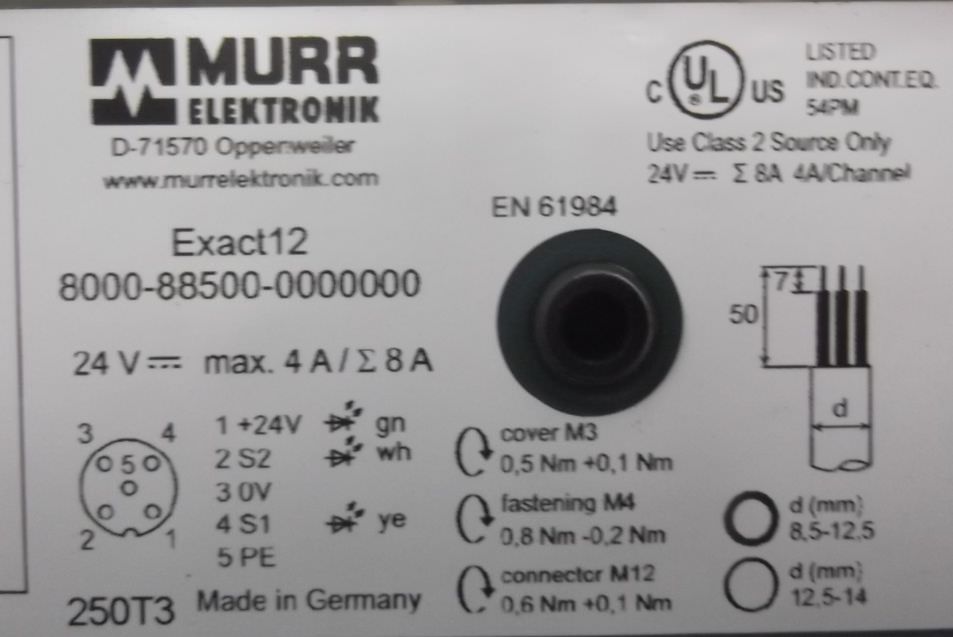 MURR
ELEKTRONIK
D-71570 Oppenweiler
www.murrelektronik.com
C UL ® US
LISTED
IND.CONT.EQ.
54PM
Use Class 2 Source Only
24V⎓ Σ 8A 4A/Channel
EN 61984
Exact12
8000-88500-0000000
24 V⎓ max. 4 A / Σ 8 A
7
50
d
3 4
5
2 1
1 +24V gn
2 S2 wh
3 0V
4 S1 ye
5 PE
cover M3
0,5 Nm +0,1 Nm
fastening M4
0,8 Nm -0,2 Nm
connector M12
0,6 Nm +0,1 Nm
d (mm)
8,5-12,5
d (mm)
12,5-14
250T3 Made in Germany